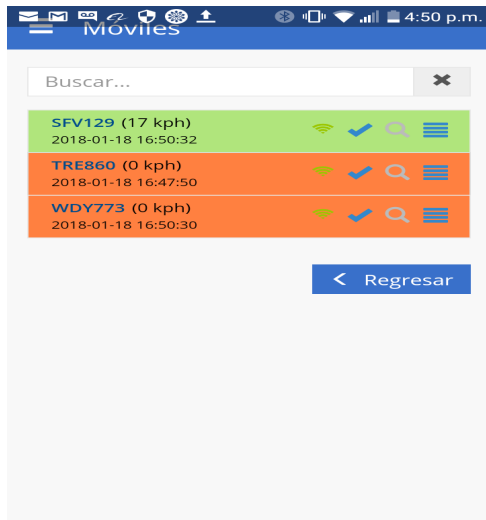 4:50 p.m.
Móviles
Buscar...
SFV129 (17 kph)
2018-01-18 16:50:32
TRE860 (0 kph)
2018-01-18 16:47:50
WDY773 (0 kph)
2018-01-18 16:50:30
Regresar